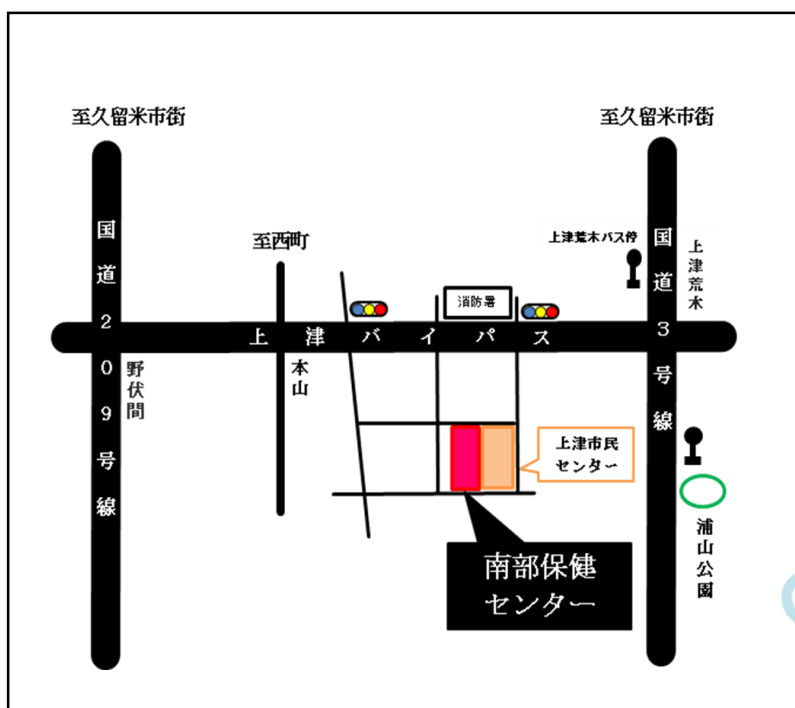 至久留米市街
至久留米市街
至西町
上津荒木バス停
消防署
国道209号線
国道3号線
上津荒木
上津バイパス
野伏間
本山
上津市民
センター
南部保健
センター
浦山公園